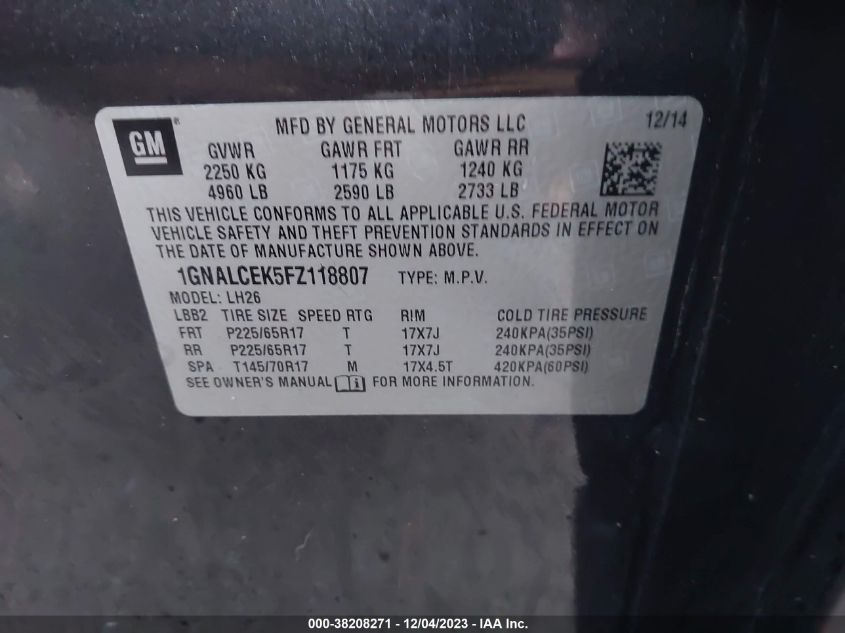 GM ® MFD BY GENERAL MOTORS LLC 12/14
GVWR GAWR FRT GAWR RR
2250 KG 1175 KG 1240 KG
4960 LB 2590 LB 2733 LB
THIS VEHICLE CONFORMS TO ALL APPLICABLE U.S. FEDERAL MOTOR
VEHICLE SAFETY AND THEFT PREVENTION STANDARDS IN EFFECT ON
THE DATE OF MANUFACTURE SHOWN ABOVE.
1GNALCEK5FZ118807 TYPE: M.P.V.
MODEL: LH26
LBB2 TIRE SIZE SPEED RTG RIM COLD TIRE PRESSURE
FRT P225/65R17 T 17X7J 240KPA(35PSI)
RR P225/65R17 T 17X7J 240KPA(35PSI)
SPA T145/70R17 M 17X4.5T 420KPA(60PSI)
SEE OWNER'S MANUAL FOR MORE INFORMATION.
000-38208271 - 12/04/2023 - IAA Inc.